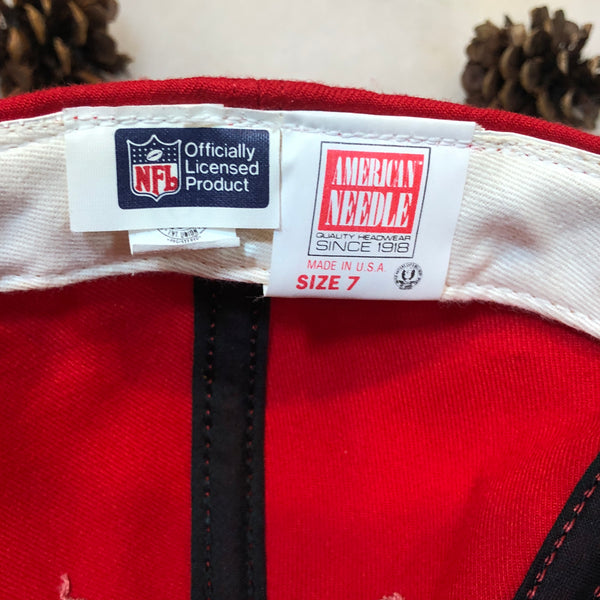 NFL
Officially
Licensed
Product
AMERICAN
NEEDLE
QUALITY HEADWEAR
SINCE 1918
MADE IN U.S.A.
SIZE 7